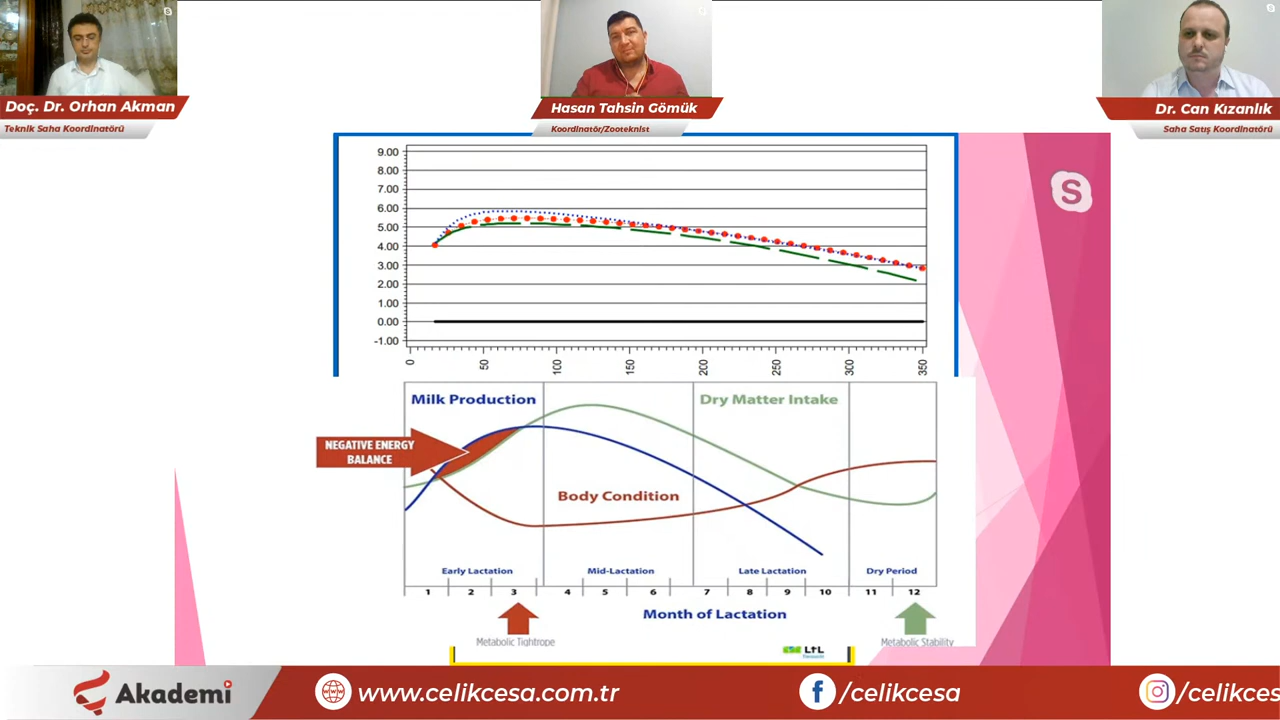 Doç. Dr. Orhan Akman
Teknik Saha Koordinatörü
Hasan Tahsin Gömük
Koordinatör/Zooteknist
Dr. Can Kızanlık
Saha Satış Koordinatörü
S
9.00
8.00
7.00
6.00
5.00
4.00
3.00
2.00
1.00
0.00
-1.00
0 50 100 150 200 250 300 350
Milk Production
Dry Matter Intake
NEGATIVE ENERGY
BALANCE
Body Condition
Early Lactation Mid-Lactation Late Lactation Dry Period
1 2 3 4 5 6 7 8 9 10 11 12
Month of Lactation
Metabolic Tightrope
Metabolic Stability
Akademi
www.celikcesa.com.tr
/celikcesa
/celikces